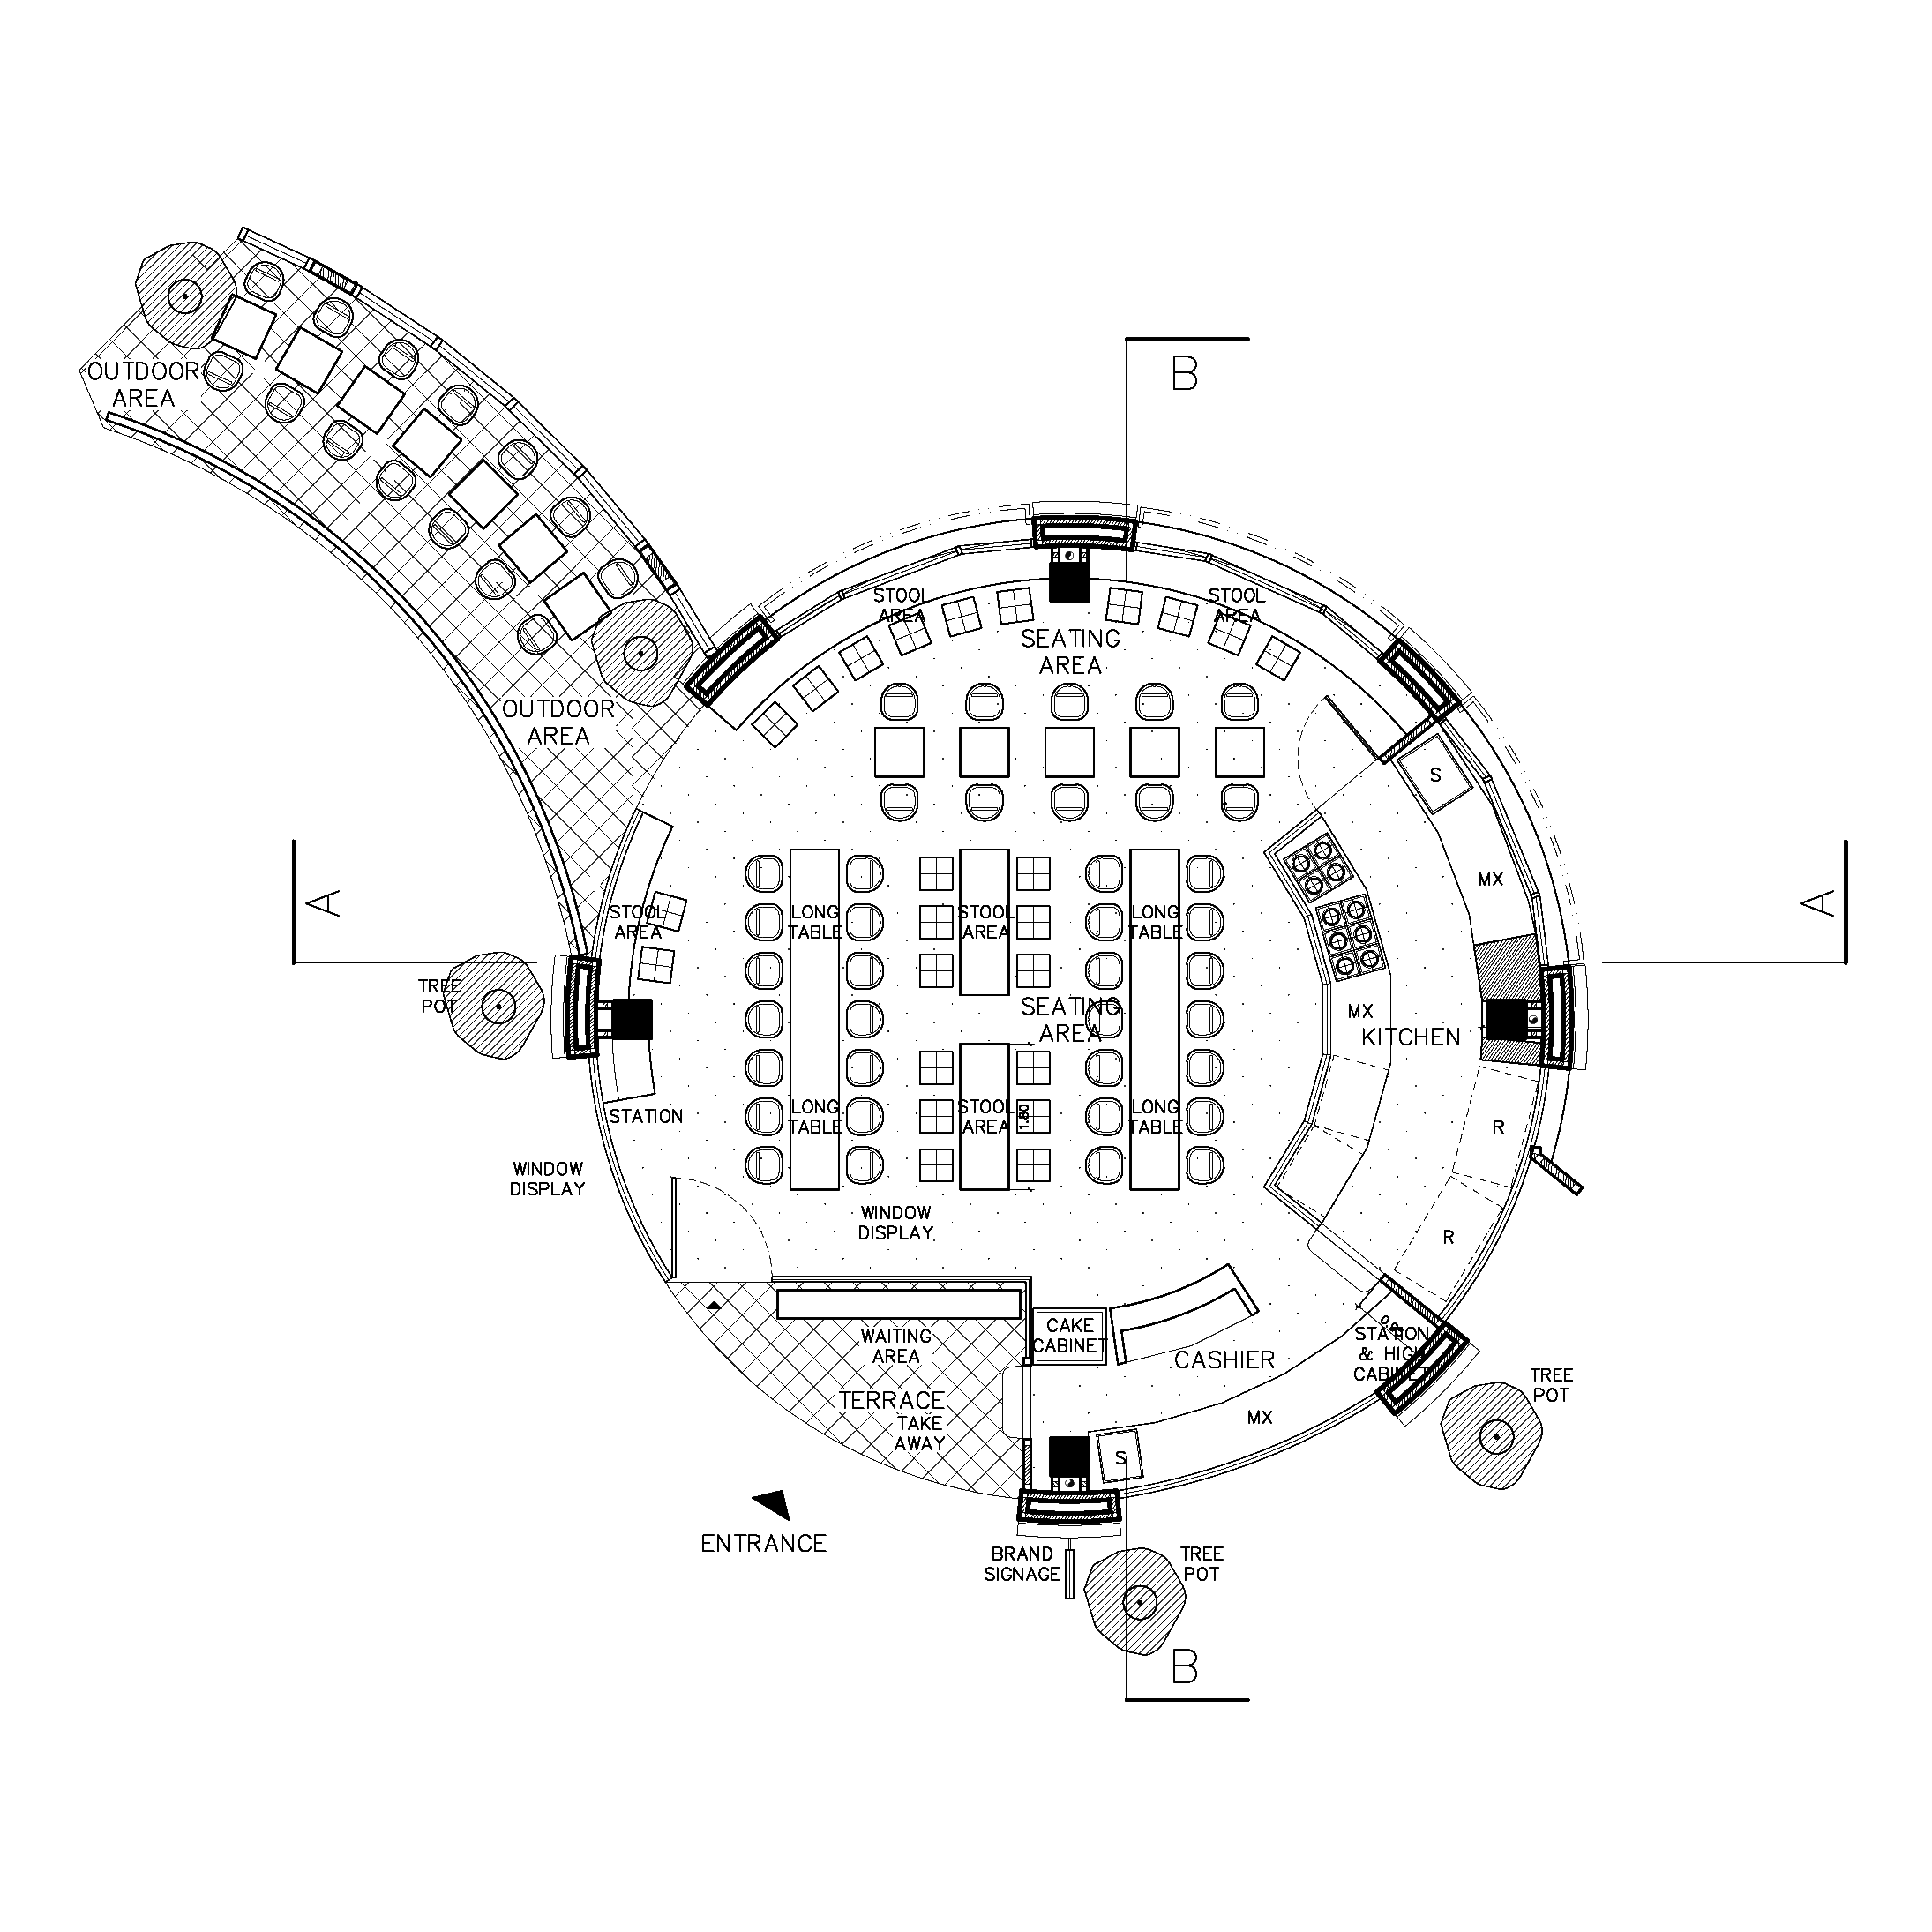 B
OUTDOOR
AREA
STOOL
AREA
STOOL
AREA
SEATING
AREA
OUTDOOR
AREA
S
MX
A
A
STOOL
AREA
LONG
TABLE
STOOL
AREA
LONG
TABLE
TREE
POT
SEATING
AREA
MX
KITCHEN
STATION
LONG
TABLE
STOOL
AREA
1.80
LONG
TABLE
R
WINDOW
DISPLAY
WINDOW
DISPLAY
R
CAKE
CABINET
WAITING
AREA
CASHIER
STATION
& HIGH
CABINET
TREE
POT
TERRACE
TAKE
AWAY
MX
S
ENTRANCE
BRAND
SIGNAGE
TREE
POT
B